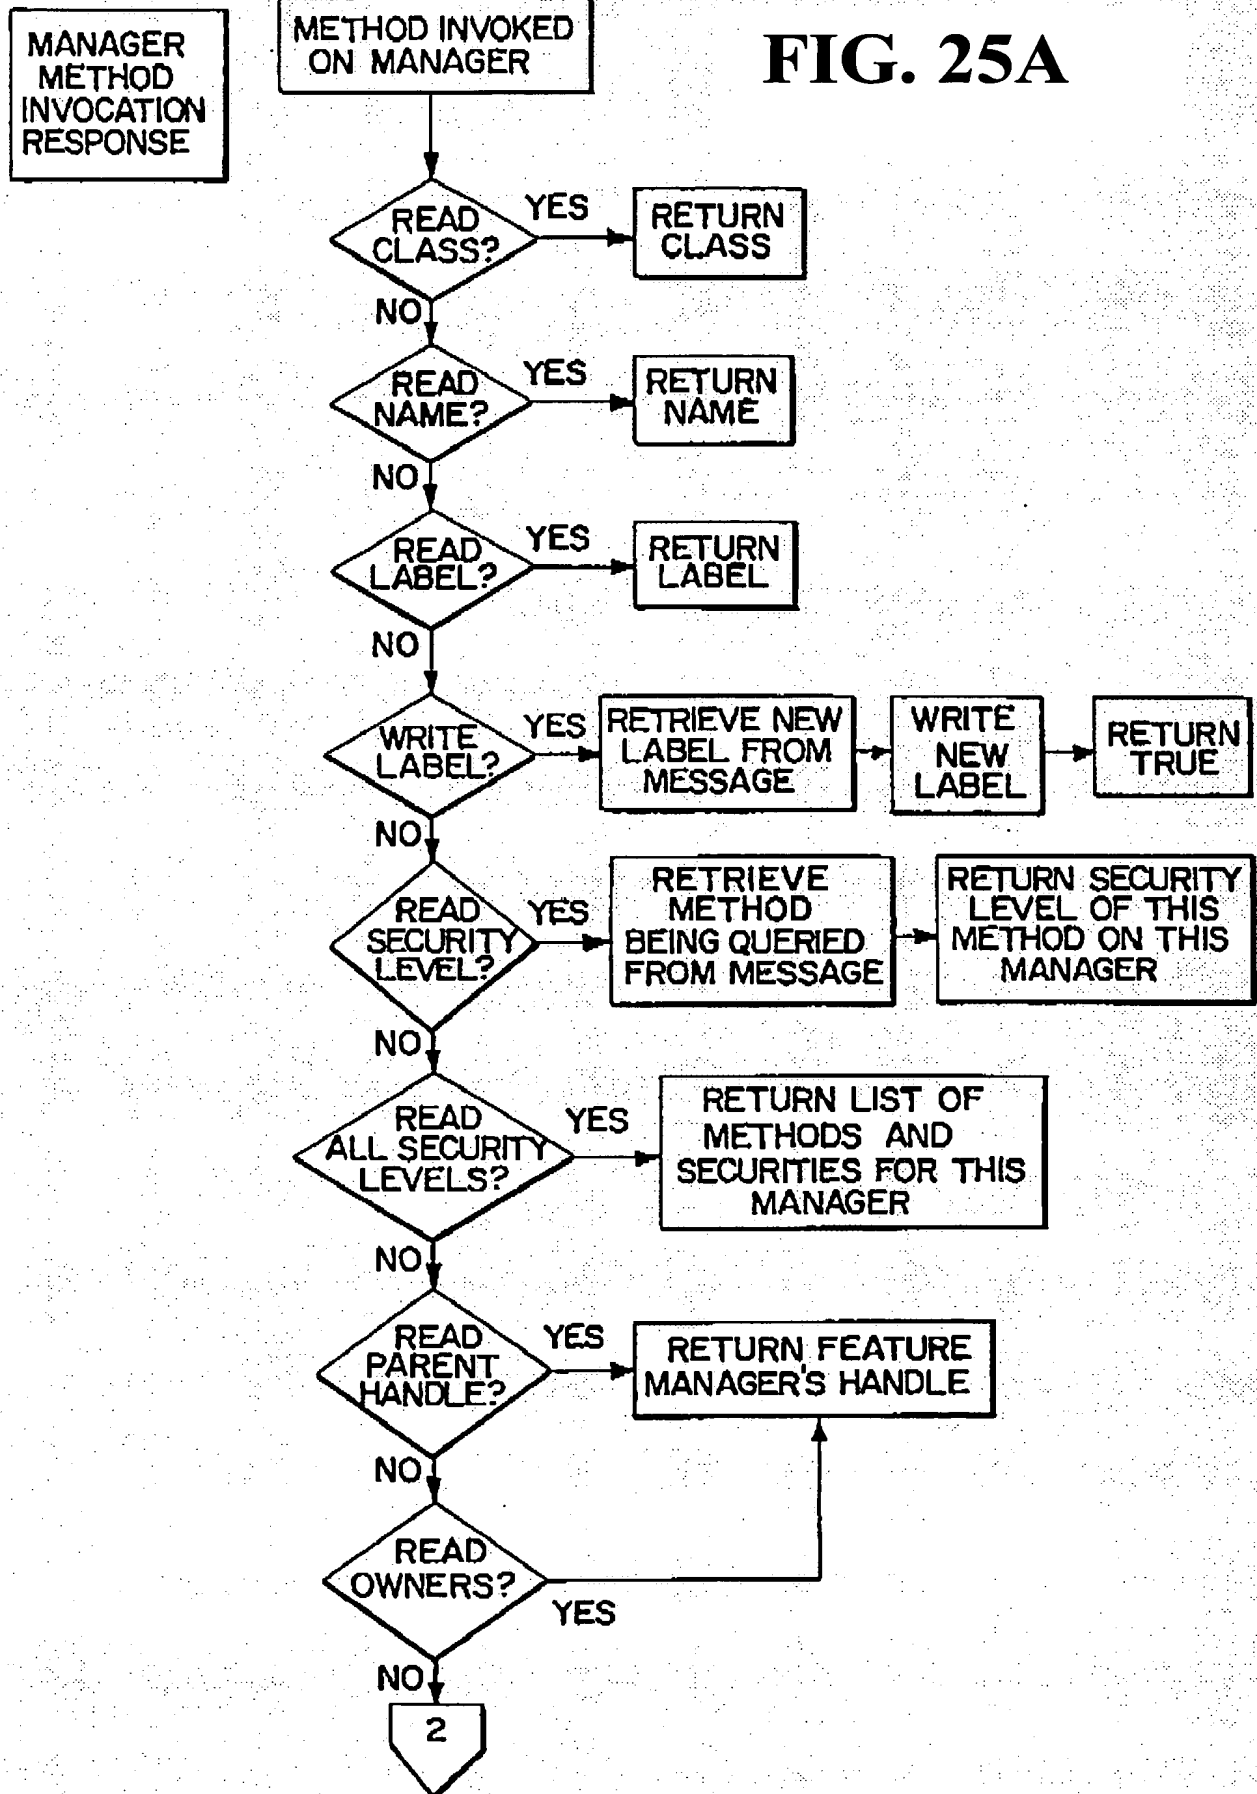 MANAGER
METHOD
INVOCATION
RESPONSE
METHOD INVOKED
ON MANAGER
FIG. 25A
READ
CLASS?
YES
RETURN
CLASS
NO
READ
NAME?
YES
RETURN
NAME
NO
READ
LABEL?
YES
RETURN
LABEL
NO
WRITE
LABEL?
YES
RETRIEVE NEW
LABEL FROM
MESSAGE
WRITE
NEW
LABEL
RETURN
TRUE
NO
READ
SECURITY
LEVEL?
YES
RETRIEVE
METHOD
BEING QUERIED
FROM MESSAGE
RETURN SECURITY
LEVEL OF THIS
METHOD ON THIS
MANAGER
NO
READ
ALL SECURITY
LEVELS?
YES
RETURN LIST OF
METHODS AND
SECURITIES FOR THIS
MANAGER
NO
READ
PARENT
HANDLE?
YES
RETURN FEATURE
MANAGER'S HANDLE
NO
READ
OWNERS?
YES
NO
2